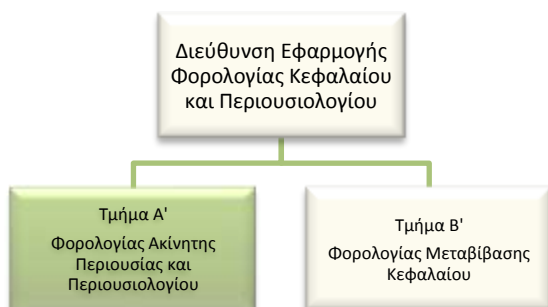 Διεύθυνση Εφαρμογής
Φορολογίας Κεφαλαίου
και Περιουσιολογίου
Τμήμα Α'
Φορολογίας Ακίνητης
Περιουσίας και
Περιουσιολογίου
Τμήμα Β'
Φορολογίας Μεταβίβασης
Κεφαλαίου